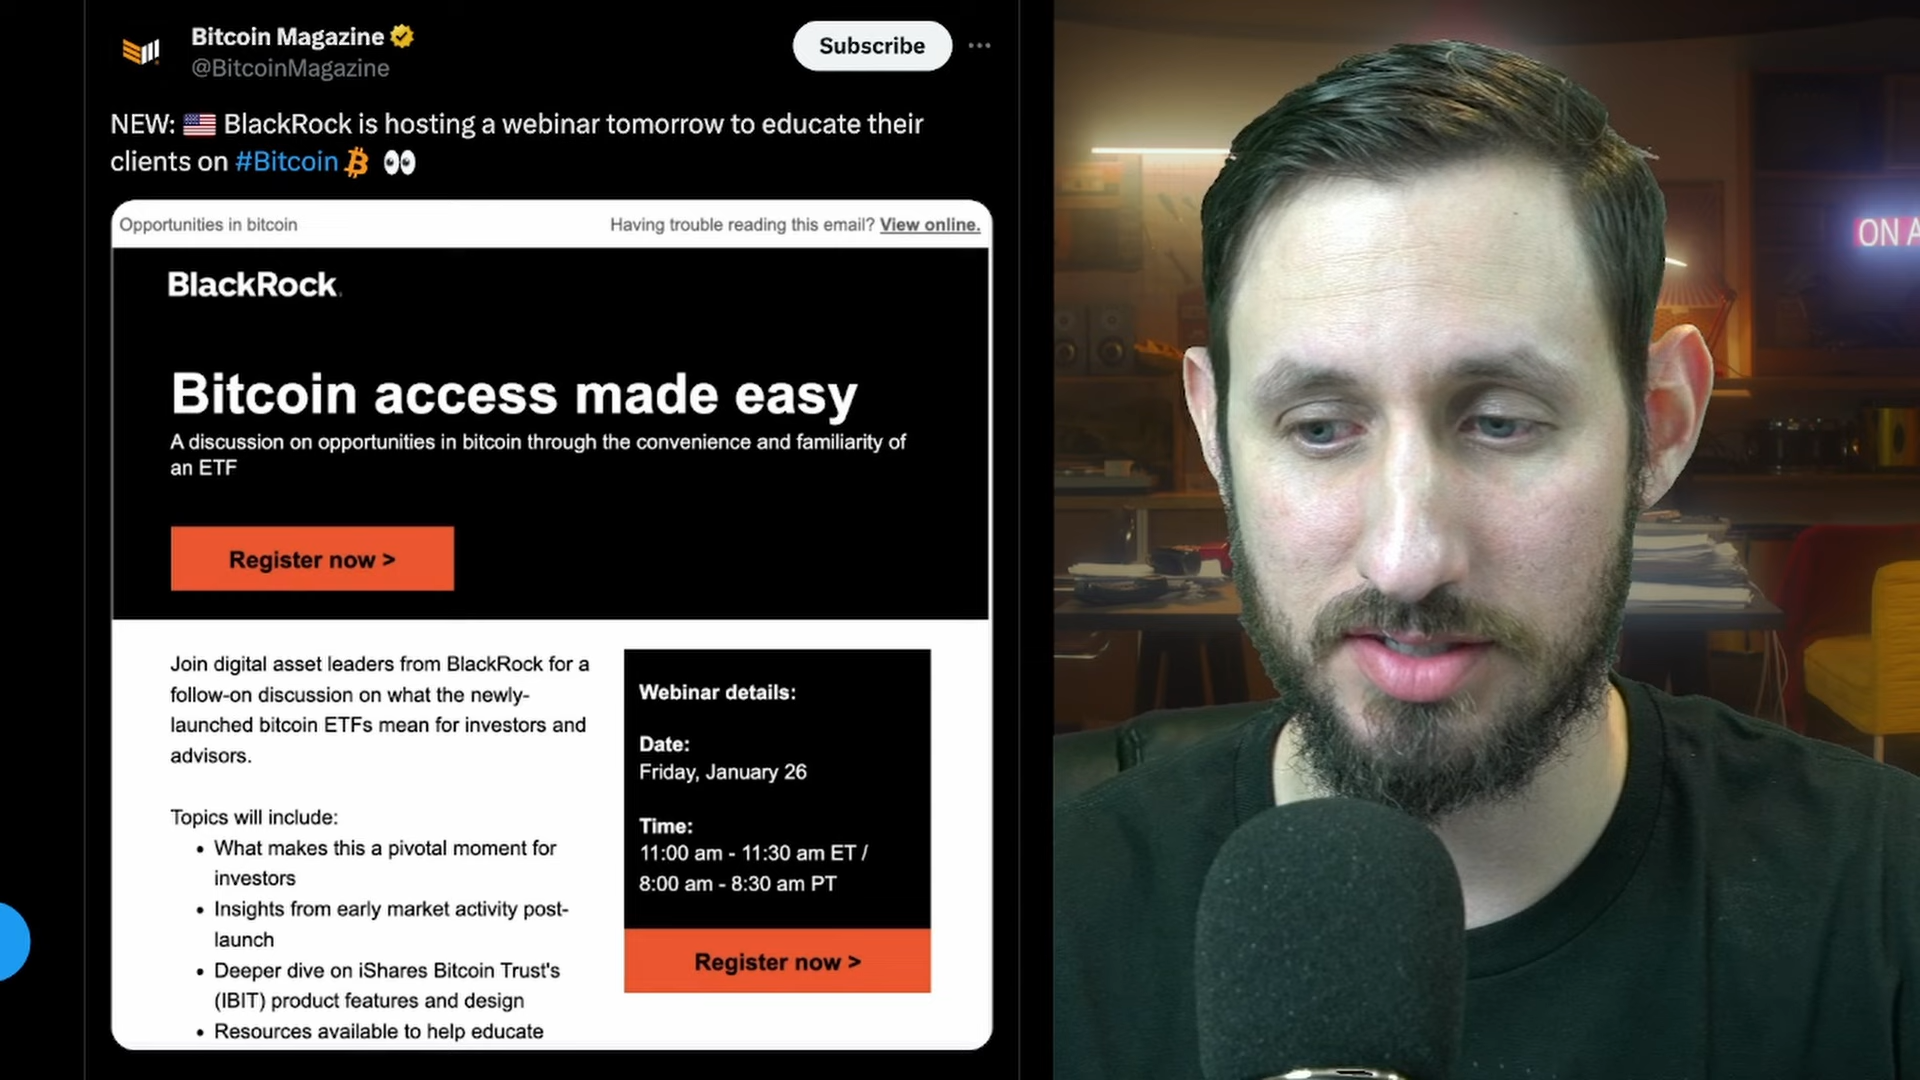 Bitcoin Magazine
@BitcoinMagazine
Subscribe
NEW: 🇺🇸 BlackRock is hosting a webinar tomorrow to educate their
clients on #Bitcoin 👀
Opportunities in bitcoin
Having trouble reading this email? View online.
BlackRock.
Bitcoin access made easy
A discussion on opportunities in bitcoin through the convenience and familiarity of
an ETF
Register now >
Join digital asset leaders from BlackRock for a
follow-on discussion on what the newly-
launched bitcoin ETFs mean for investors and
advisors.
Topics will include:
• What makes this a pivotal moment for
investors
• Insights from early market activity post-
launch
• Deeper dive on iShares Bitcoin Trust's
(IBIT) product features and design
• Resources available to help educate
Webinar details:
Date:
Friday, January 26
Time:
11:00 am - 11:30 am ET /
8:00 am - 8:30 am PT
Register now >
ON A